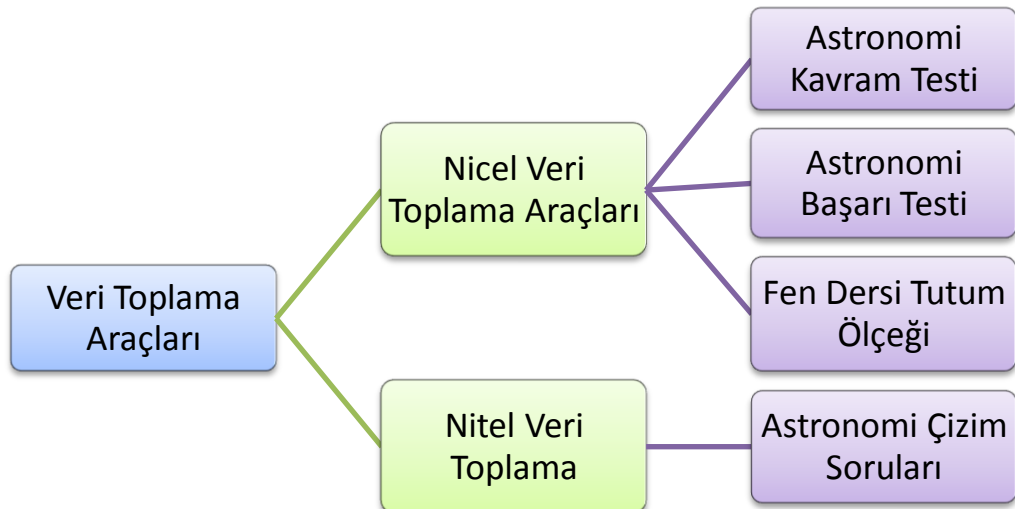 Veri Toplama
Araçları
Nicel Veri
Toplama Araçları
Nitel Veri
Toplama
Astronomi
Kavram Testi
Astronomi
Başarı Testi
Fen Dersi Tutum
Ölçeği
Astronomi Çizim
Soruları